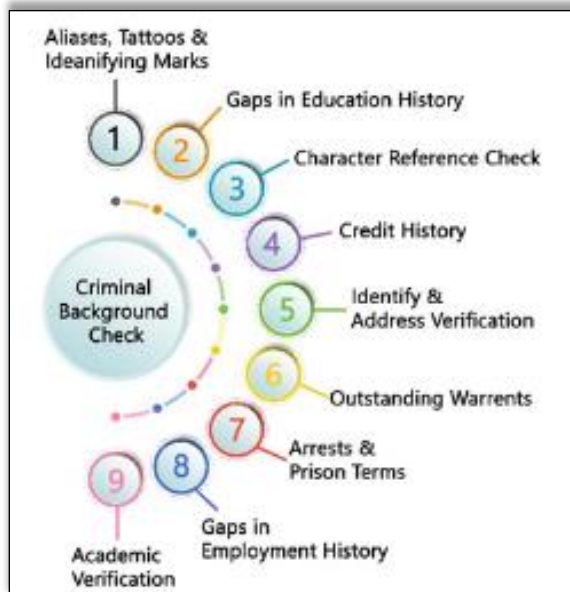 Aliases, Tattoos &
Ideanifying Marks
1
2
Gaps in Education History
3
Character Reference Check
4
Credit History
Criminal
Background
Check
5
Identify &
Address Verification
6
Outstanding Warrents
7
Arrests &
Prison Terms
8
Gaps in
Employment History
9
Academic
Verification